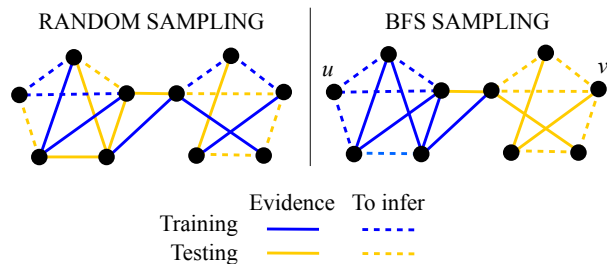 RANDOM SAMPLING
BFS SAMPLING
u
v
Evidence To infer
Training
Testing